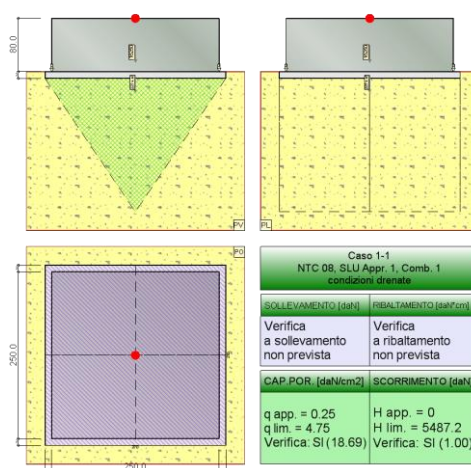 80.0
PV
PL
PO
250.0
250.0
Caso 1-1
NTC 08, SLU Appr. 1, Comb. 1
condizioni drenate
SOLLEVAMENTO [daN]
RIBALTAMENTO [daN*cm]
Verifica
a sollevamento
non prevista
Verifica
a ribaltamento
non prevista
CAP.POR. [daN/cm2]
SCORRIMENTO [daN
q app. = 0.25
q lim. = 4.75
Verifica: SI (18.69)
H app. = 0
H lim. = 5487.2
Verifica: SI (1.00)